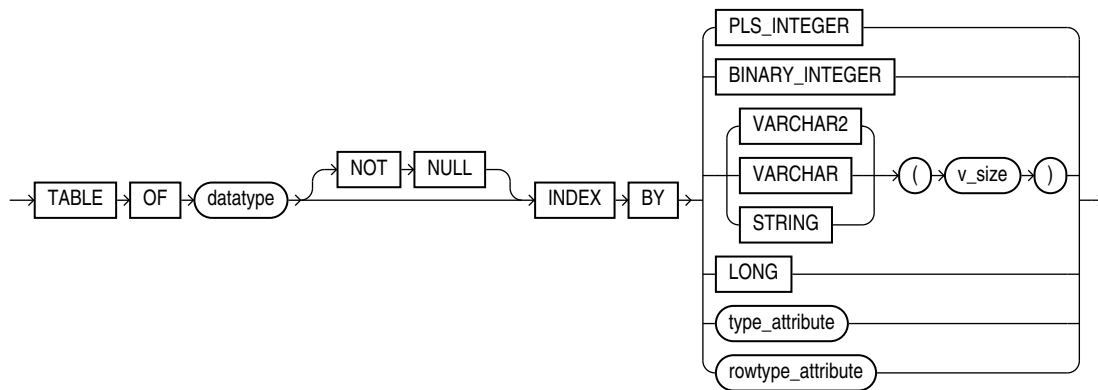 PLS_INTEGER
BINARY_INTEGER
VARCHAR2
NOT NULL VARCHAR ( v_size )
TABLE OF datatype INDEX BY
STRING
LONG
type_attribute
rowtype_attribute